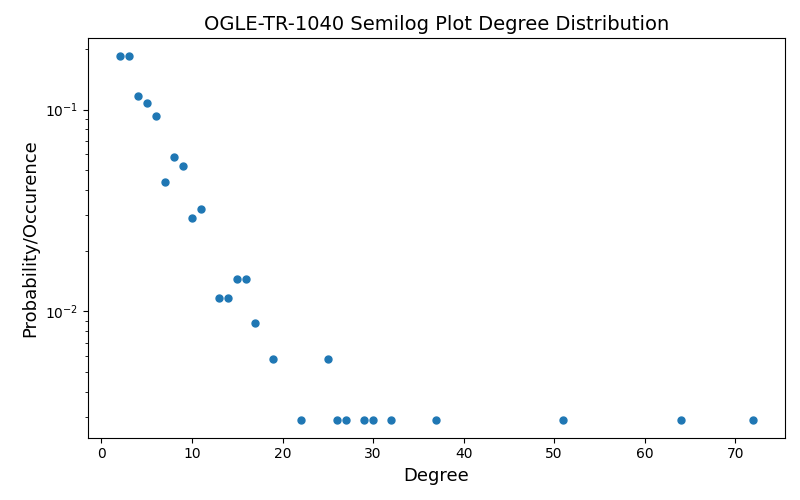 OGLE-TR-1040 Semilog Plot Degree Distribution
Probability/Occurence
10⁻¹
10⁻²
0 10 20 30 40 50 60 70
Degree